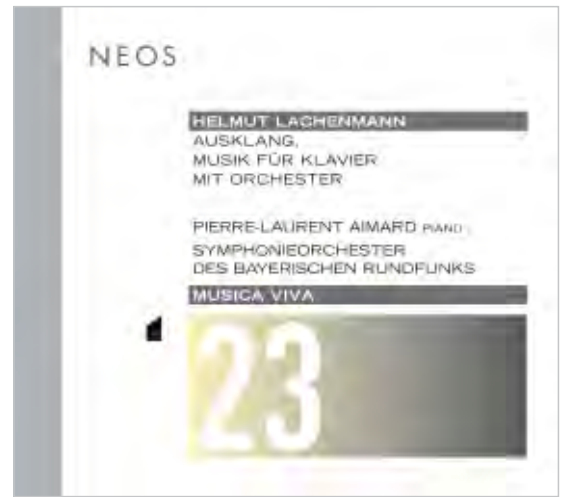 NEOS
HELMUT LACHENMANN
AUSKLANG,
MUSIK FÜR KLAVIER
MIT ORCHESTER
PIERRE-LAURENT AIMARD PIANO
SYMPHONIEORCHESTER
DES BAYERISCHEN RUNDFUNKS
MUSICA VIVA
23